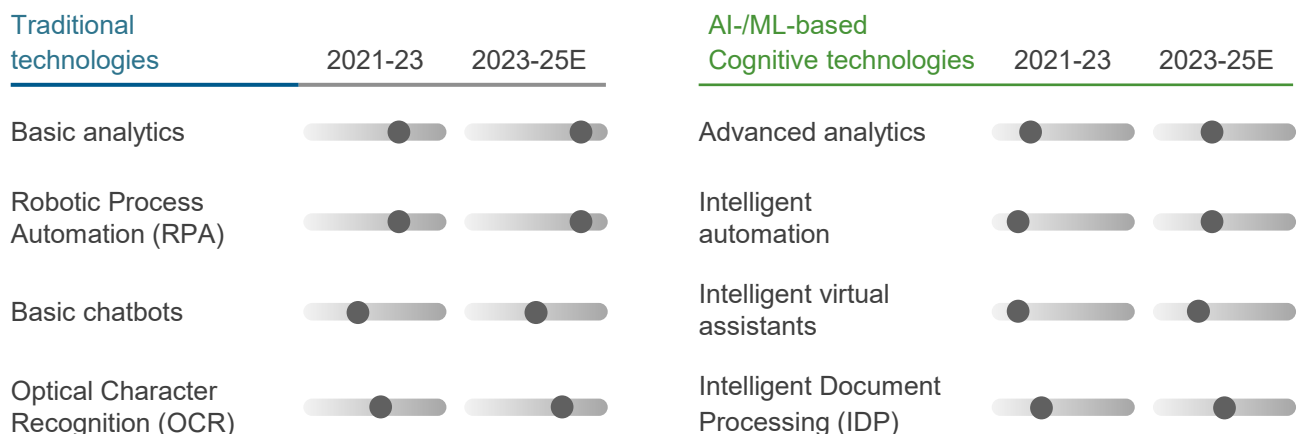 Traditional
technologies 2021-23 2023-25E
Basic analytics
Robotic Process
Automation (RPA)
Basic chatbots
Optical Character
Recognition (OCR)
AI-/ML-based
Cognitive technologies 2021-23 2023-25E
Advanced analytics
Intelligent
automation
Intelligent virtual
assistants
Intelligent Document
Processing (IDP)